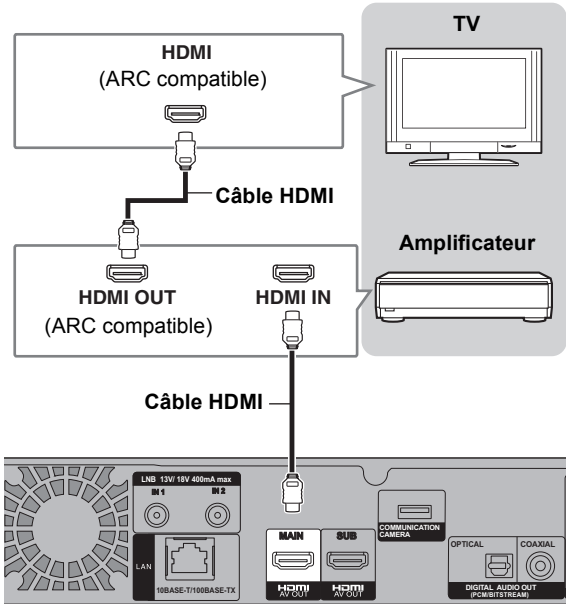 TV
HDMI
(ARC compatible)
Câble HDMI
Amplificateur
HDMI OUT
(ARC compatible)
HDMI IN
Câble HDMI
LNB 13V/ 18V 400mA max
IN 1
IN 2
LAN
10BASE-T/100BASE-TX
MAIN
HDMI
AV OUT
SUB
HDMI
AV OUT
COMMUNICATION
CAMERA
OPTICAL
COAXIAL
DIGITAL AUDIO OUT
(PCM/BITSTREAM)